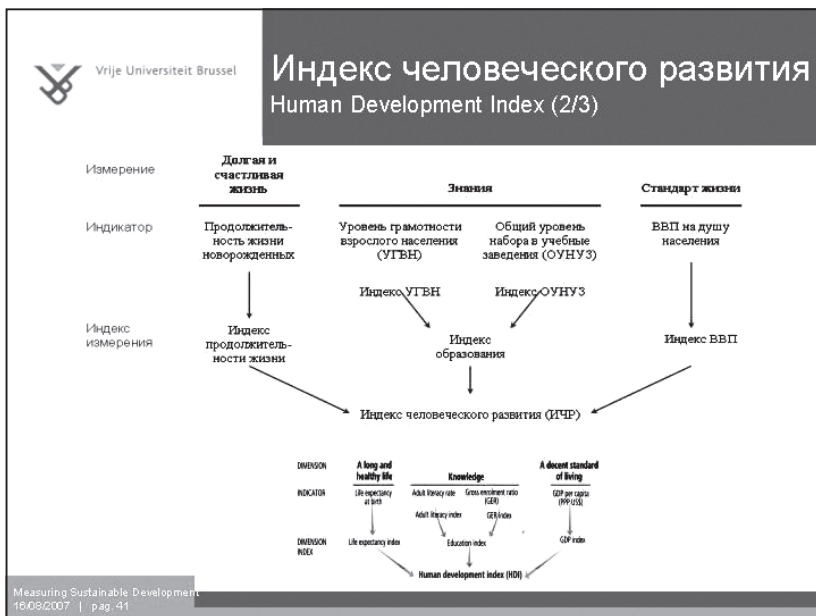 Vrije Universiteit Brussel
Индекс человеческого развития
Human Development Index (2/3)
Измерение
Долгая и
счастливая
жизнь
Знания
Стандарт жизни
Индикатор
Продолжитель-
ность жизни
новорожденных
Уровень грамотности
взрослого населения
(УГВН)
Общий уровень
набора в учебные
заведения (ОУНУЗ)
ВВП на душу
населения
Индекс УГВН
Индекс ОУНУЗ
Индекс
измерения
Индекс
продолжитель-
ности жизни
Индекс
образования
Индекс ВВП
Индекс человеческого развития (ИЧР)
DIMENSION
A long and
healthy life
Knowledge
A decent standard
of living
INDICATOR
Life expectancy
at birth
Adult literacy rate
Gross enrolment ratio
(GER)
GDP per capita
(PPP US$)
Adult literacy index
GER index
DIMENSION
INDEX
Life expectancy index
Education index
GDP index
Human development index (HDI)
Measuring Sustainable Development
16/08/2007 | pag. 41